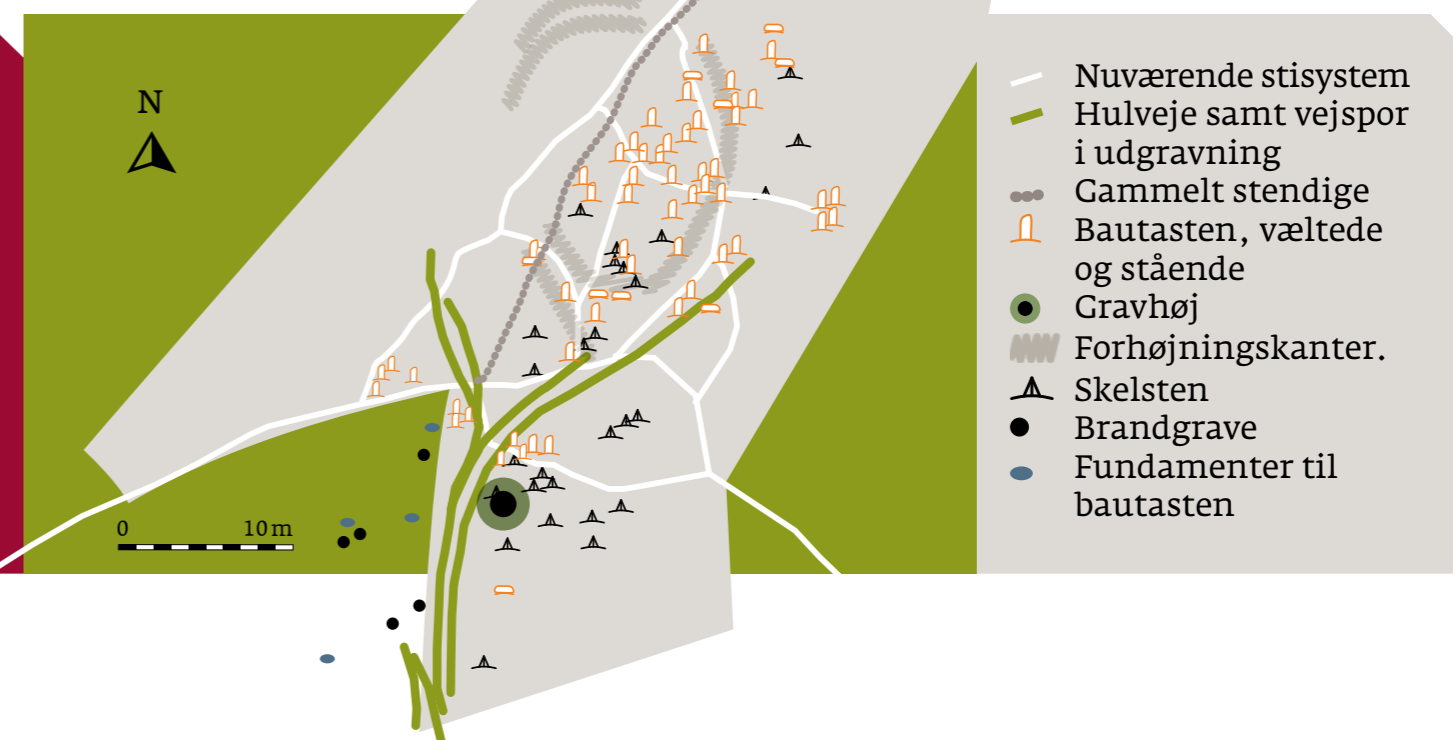 N
0 10 m
Nuværende stisystem
Hulveje samt vejspor
i udgravning
Gammelt stendige
Bautasten, væltede
og stående
Gravhøj
Forhøjningskanter.
Skelsten
Brandgrave
Fundamenter til
bautasten